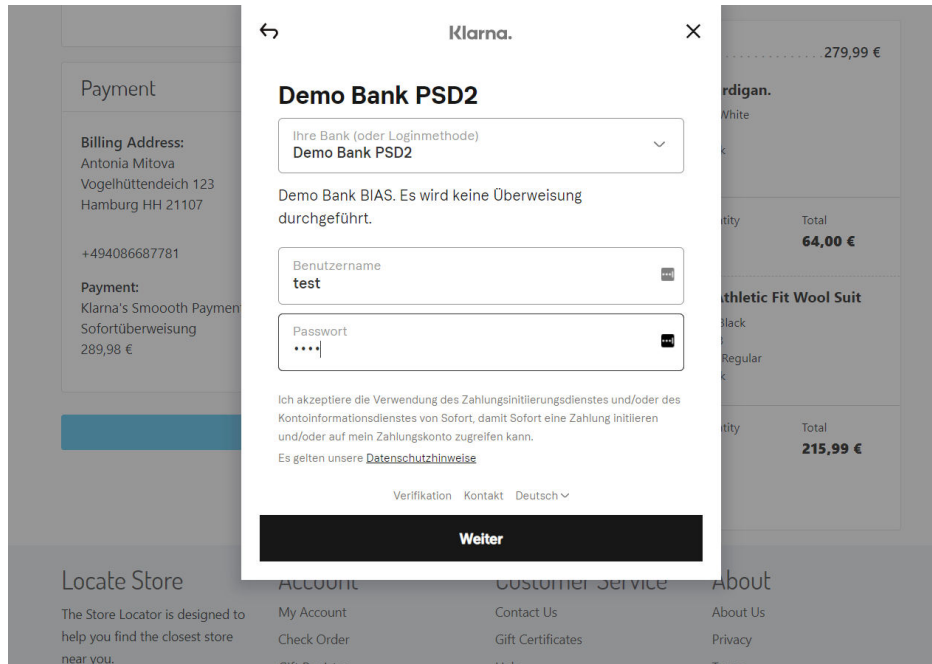 Klarna.
Demo Bank PSD2
Ihre Bank (oder Loginmethode)
Demo Bank PSD2
Demo Bank BIAS. Es wird keine Überweisung
durchgeführt.
Benutzername
test
Passwort
••••
Ich akzeptiere die Verwendung des Zahlungsinitiierungsdienstes und/oder des
Kontoinformationsdienstes von Sofort, damit Sofort eine Zahlung initiieren
und/oder auf mein Zahlungskonto zugreifen kann.
Es gelten unsere Datenschutzhinweise
Verifikation Kontakt Deutsch
Weiter
Payment
Billing Address:
Antonia Mitova
Vogelhüttendeich 123
Hamburg HH 21107
+494086687781
Payment:
Klarna's Smoooth Paymen
Sofortüberweisung
289,98 €
279,99 €
rdigan.
White
Total
64,00 €
Athletic Fit Wool Suit
Black
Regular
Total
215,99 €
Locate Store
The Store Locator is designed to
help you find the closest store
near you.
Account
My Account
Check Order
Customer Service
Contact Us
Gift Certificates
About
About Us
Privacy